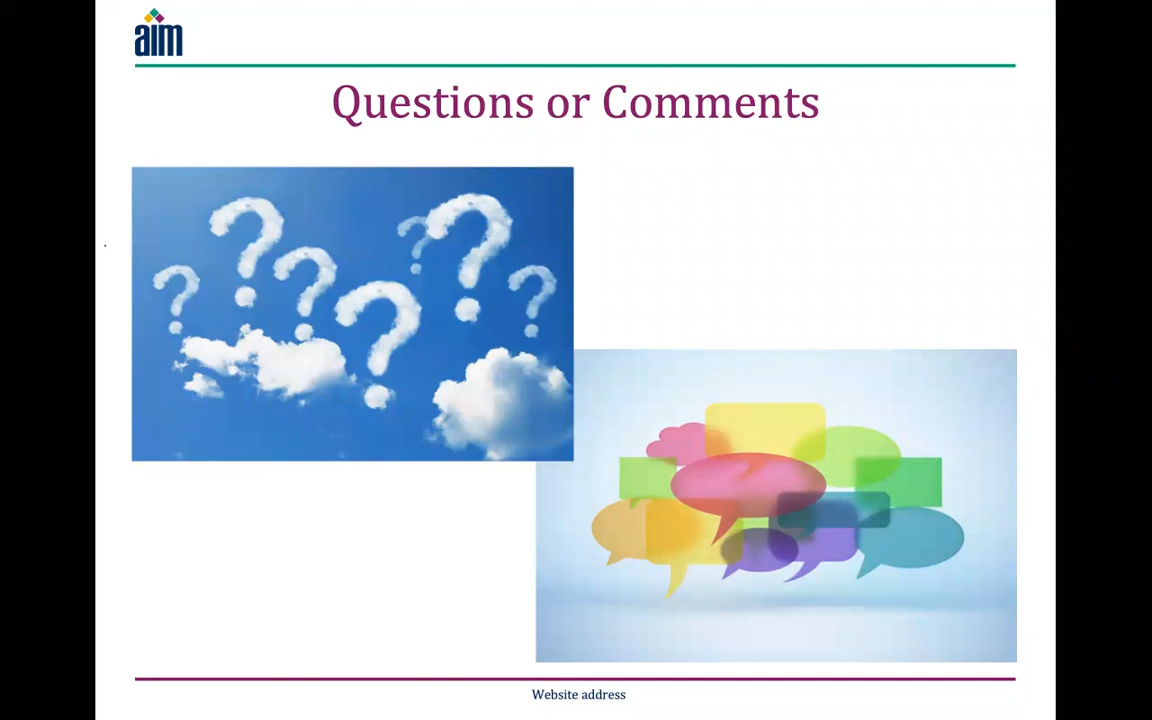 aim
Questions or Comments
? ? ? ? ? ? ?
Website address